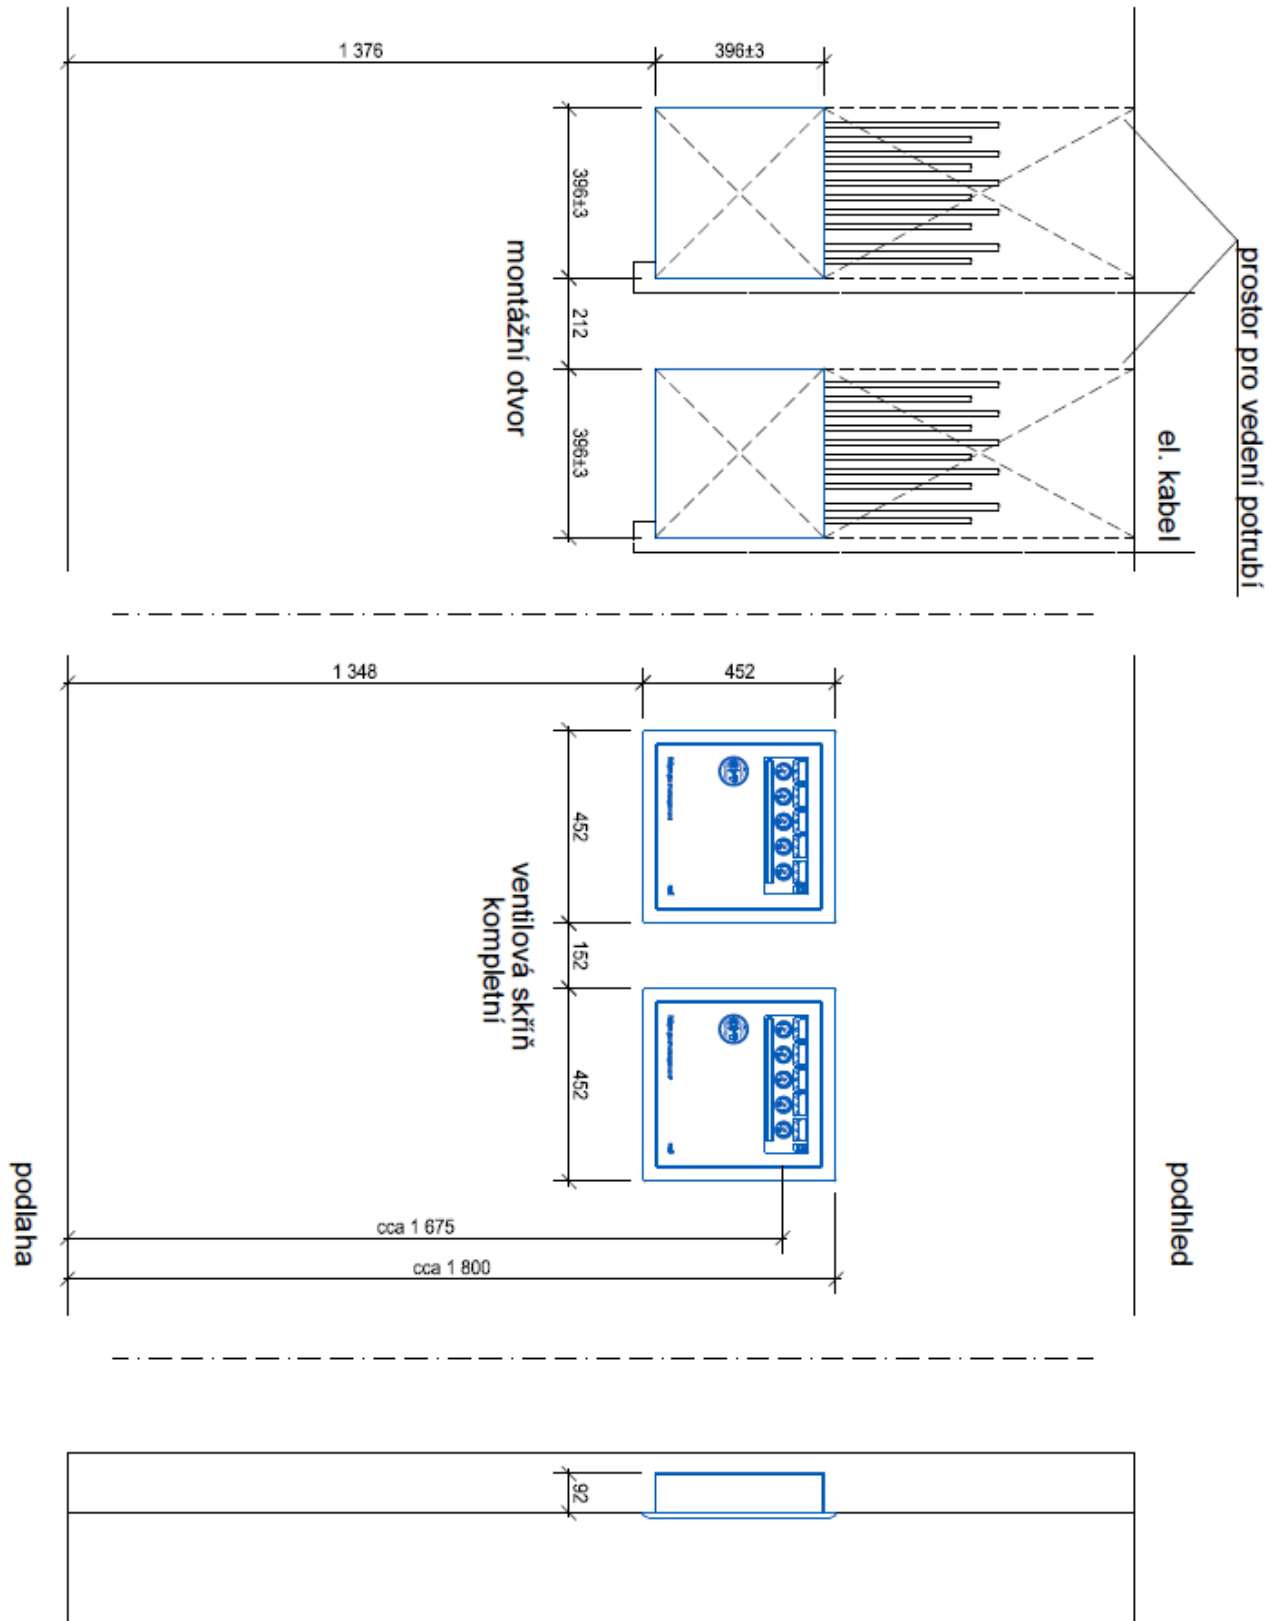 1 376
396±3
396±3
212
396±3
montážní otvor
prostor pro vedení potrubí
el. kabel
1 348
452
452
152
452
ventilová skříň
kompletní
cca 1 675
cca 1 800
podlaha
podhled
92